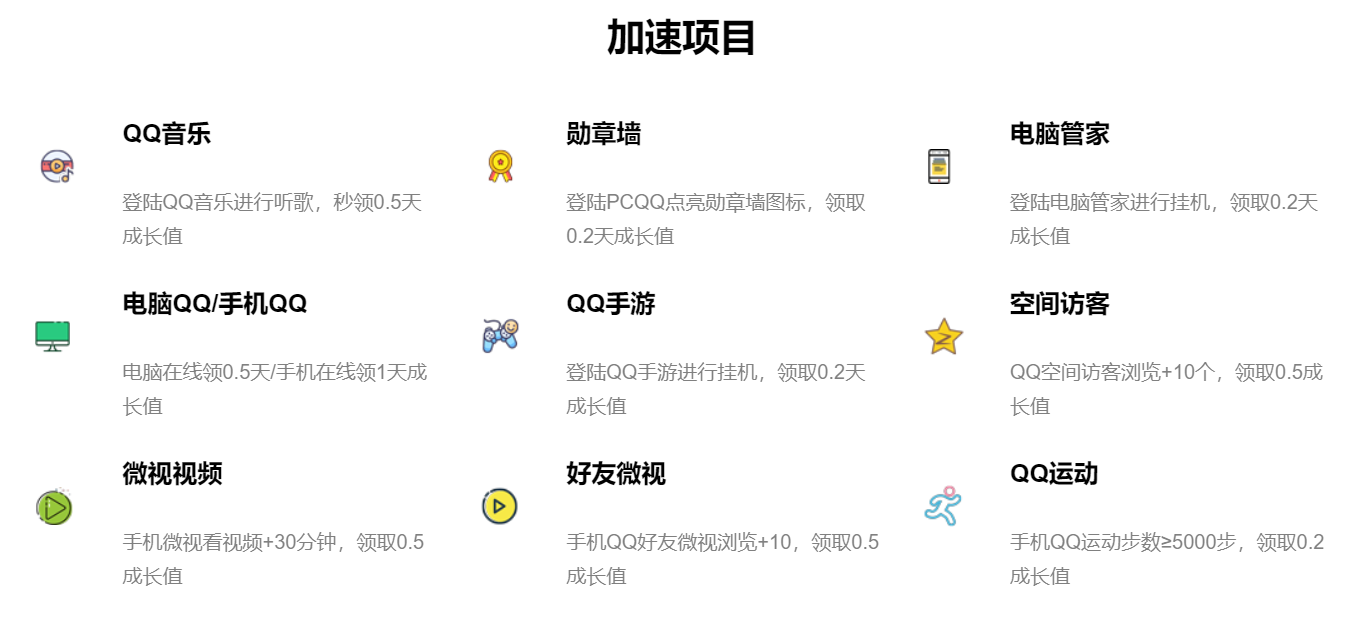 加速项目
QQ音乐
登陆QQ音乐进行听歌，秒领0.5天
成长值
勋章墙
登陆PCQQ点亮勋章墙图标，领取
0.2天成长值
电脑管家
登陆电脑管家进行挂机，领取0.2天
成长值
电脑QQ/手机QQ
电脑在线领0.5天/手机在线领1天成
长值
QQ手游
登陆QQ手游进行挂机，领取0.2天
成长值
空间访客
QQ空间访客浏览+10个，领取0.5成
长值
微视视频
手机微视看视频+30分钟，领取0.5
成长值
好友微视
手机QQ好友微视浏览+10，领取0.5
成长值
QQ运动
手机QQ运动步数≥5000步，领取0.2
成长值